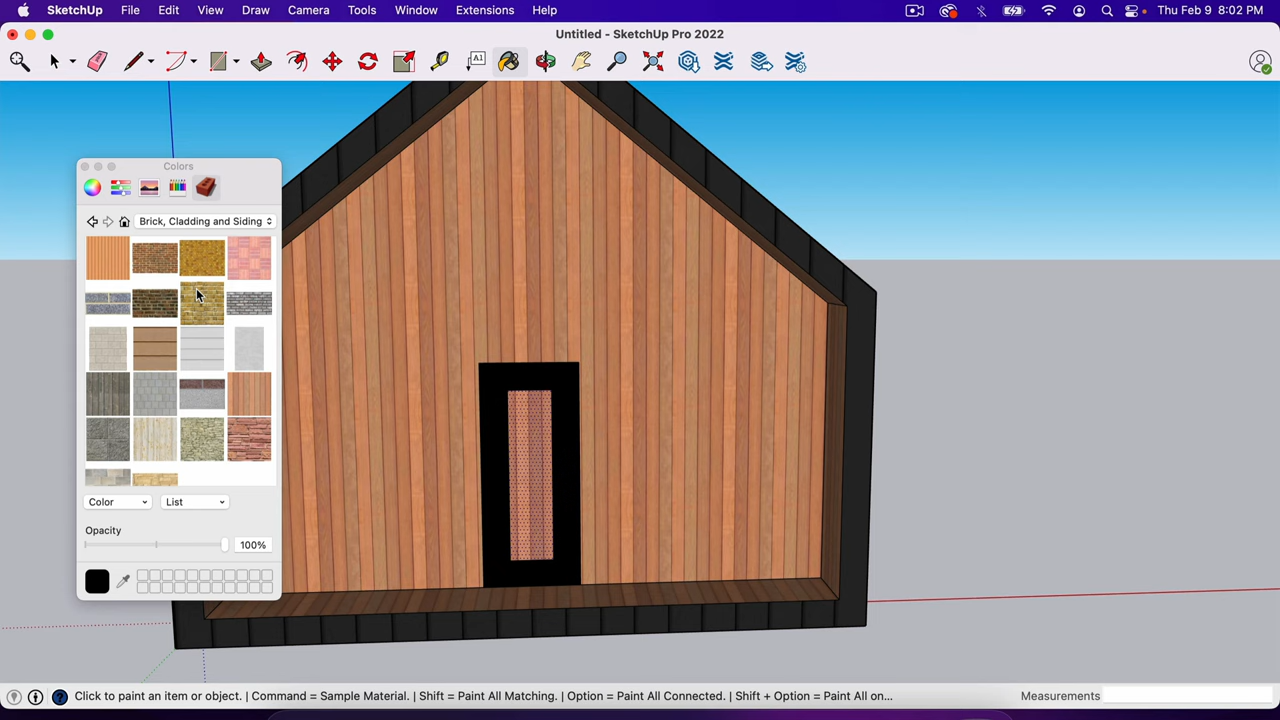 SketchUp File Edit View Draw Camera Tools Window Extensions Help Thu Feb 9 8:02 PM
Untitled - SketchUp Pro 2022
A1
Colors
Brick, Cladding and Siding
Color List
Opacity
100%
Click to paint an item or object. | Command = Sample Material. | Shift = Paint All Matching. | Option = Paint All Connected. | Shift + Option = Paint All on... Measurements